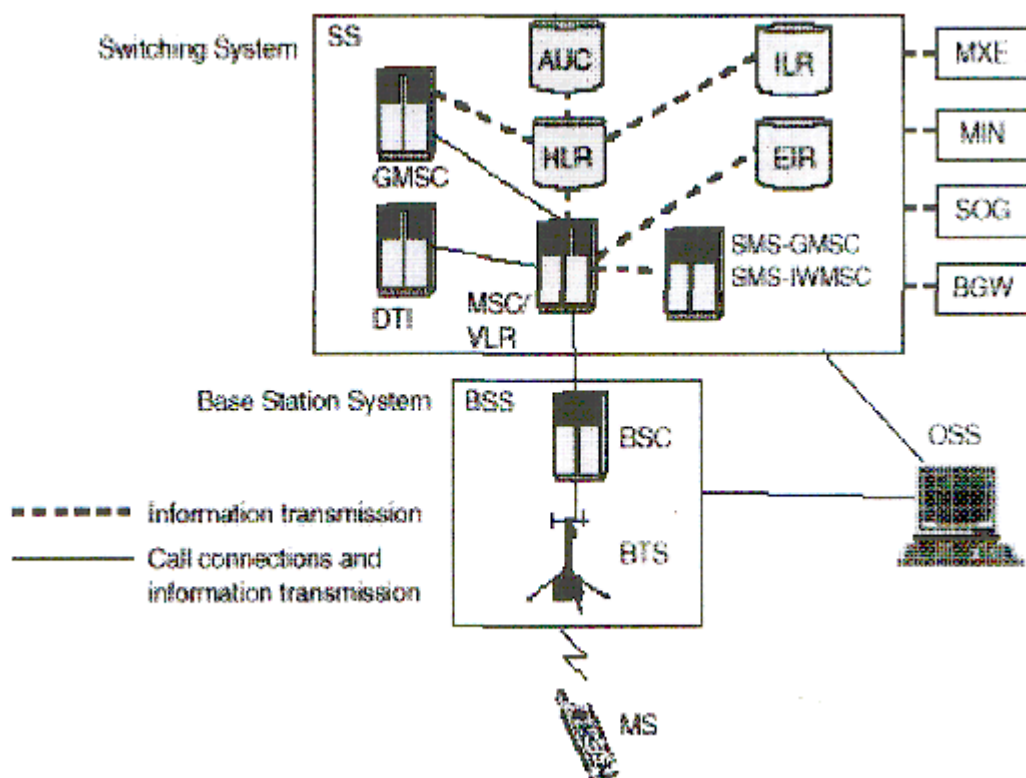 Switching System
SS
AUC
ILR
MXE
GMSC
HLR
EIR
MIN
SOG
DTI
MSC/
VLR
SMS-GMSC
SMS-IWMSC
BGW
Base Station System
BSS
BSC
OSS
Information transmission
BTS
Call connections and
information transmission
MS